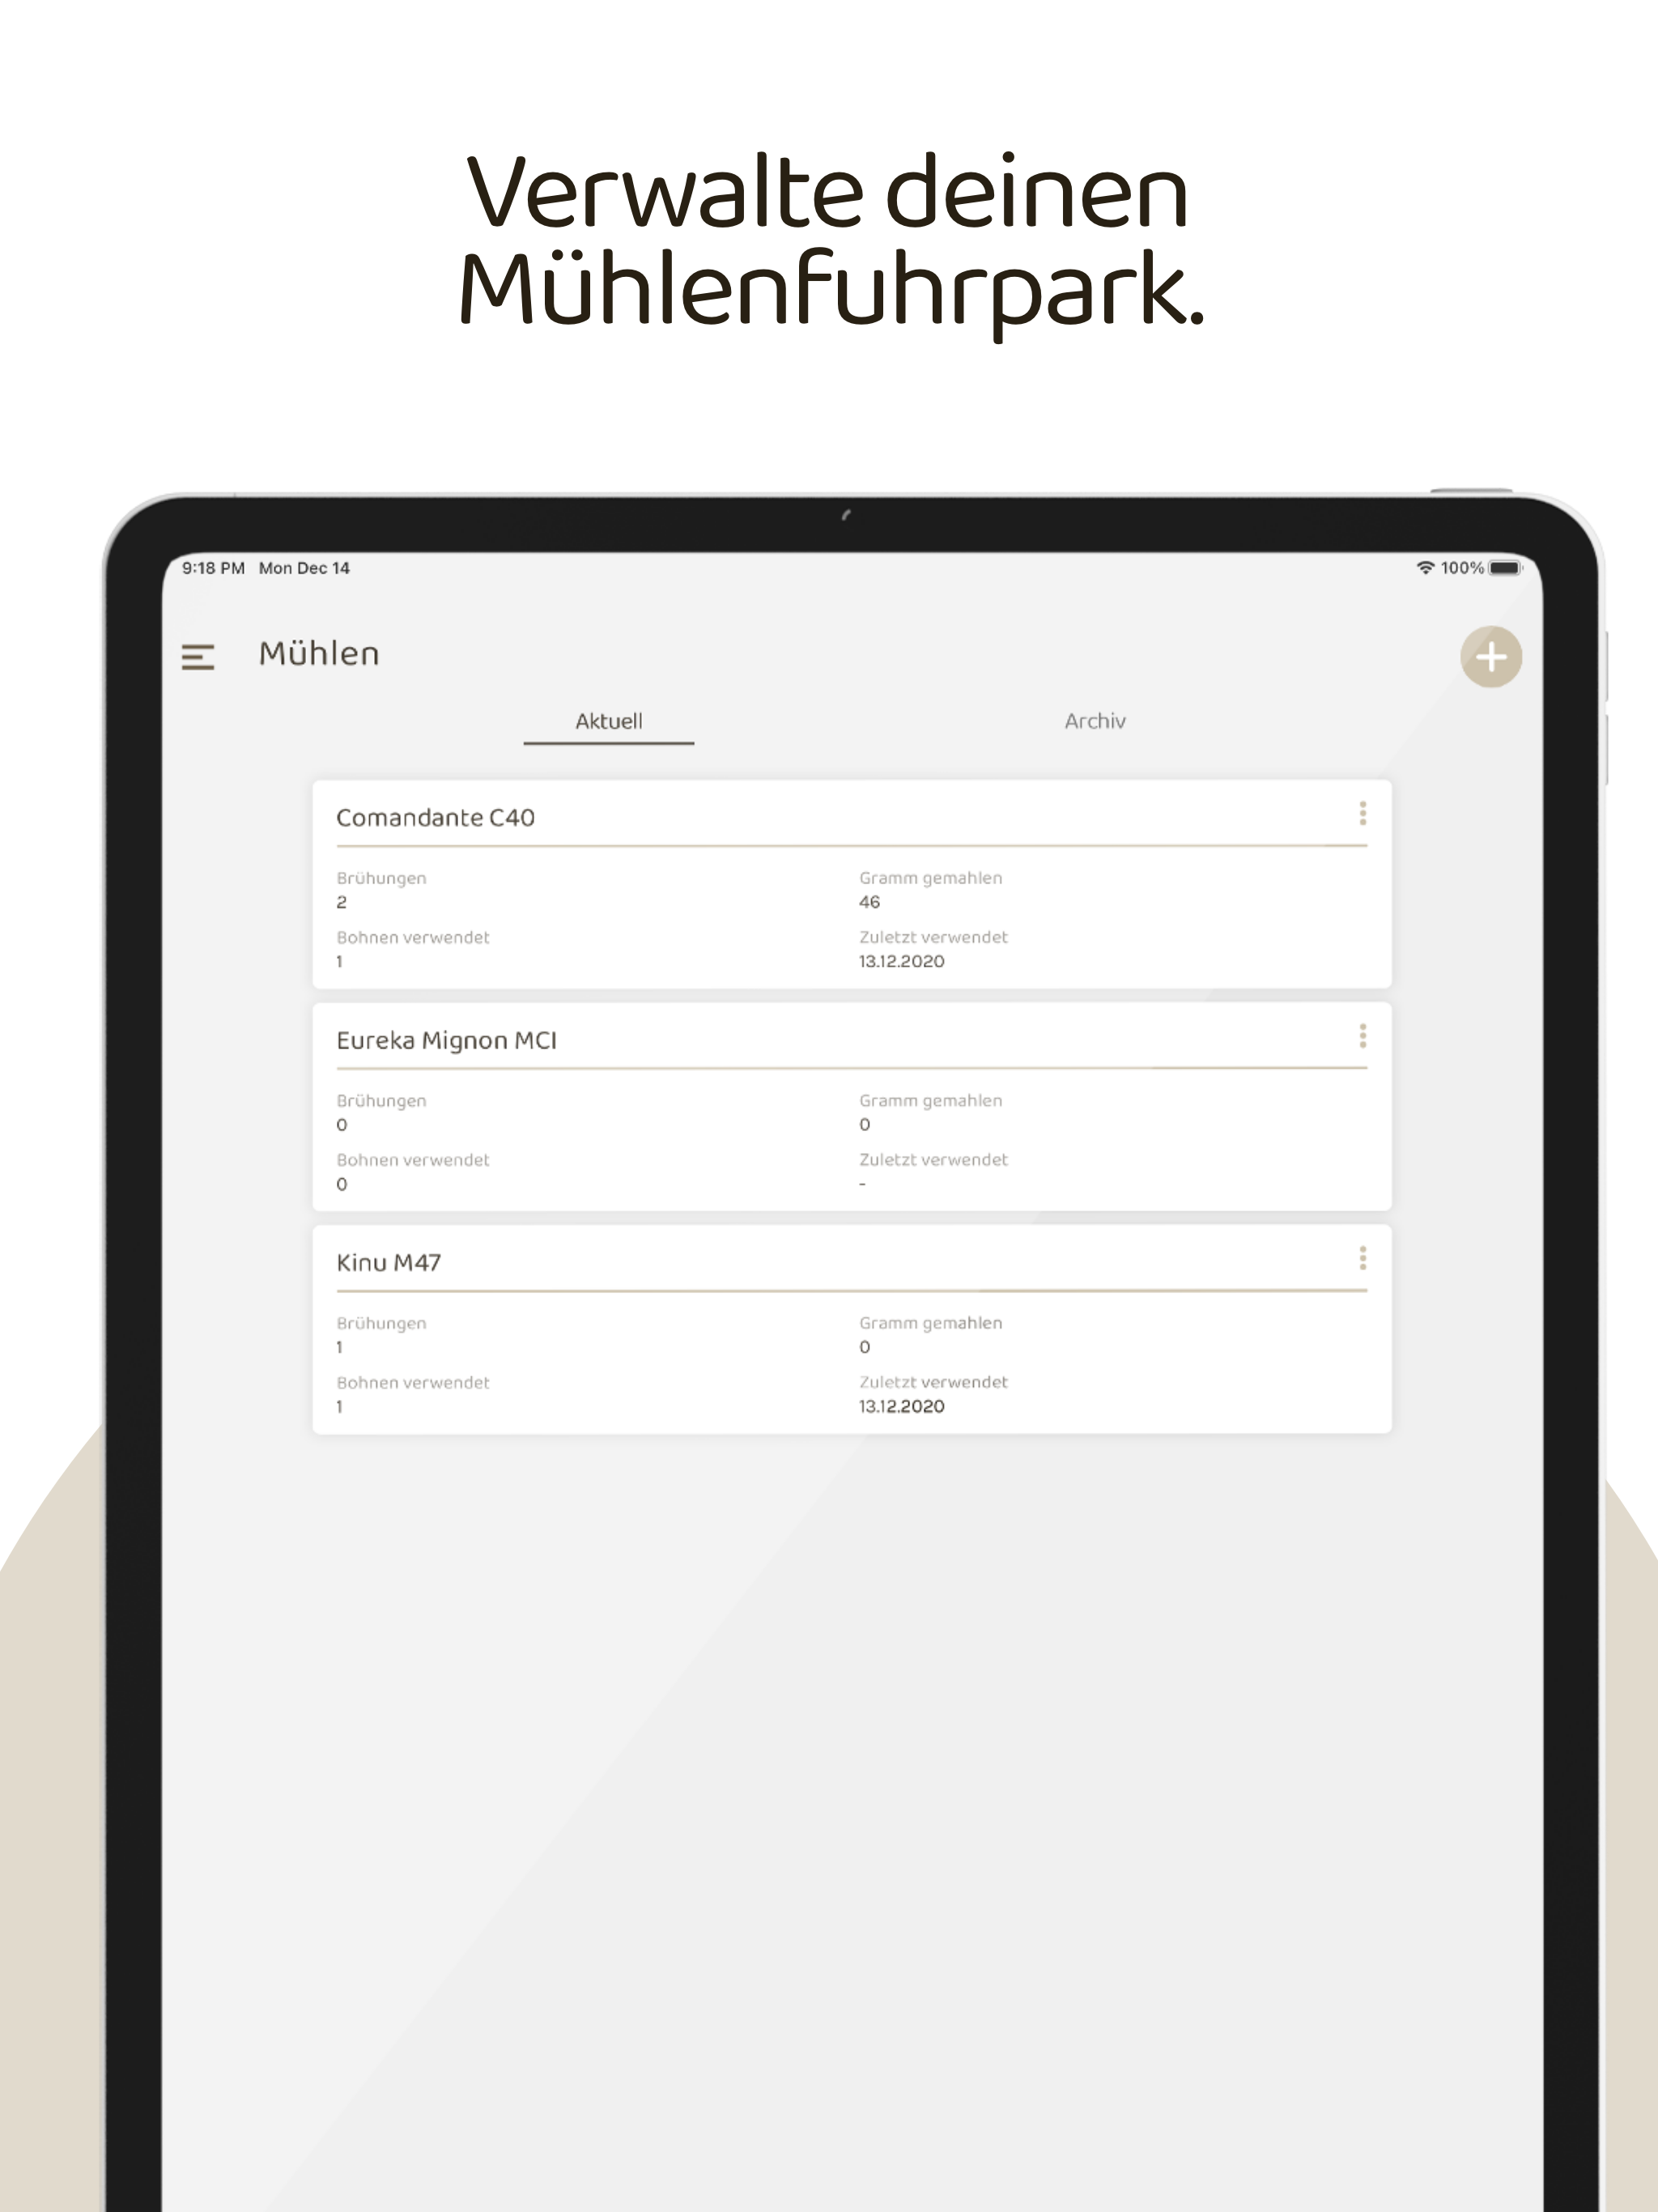 Verwalte deinen
Mühlenfuhrpark.
9:18 PM Mon Dec 14 100%
Mühlen
Aktuell Archiv
Comandante C40
Brühungen Gramm gemahlen
2 46
Bohnen verwendet Zuletzt verwendet
1 13.12.2020
Eureka Mignon MCI
Brühungen Gramm gemahlen
0 0
Bohnen verwendet Zuletzt verwendet
0 -
Kinu M47
Brühungen Gramm gemahlen
1 0
Bohnen verwendet Zuletzt verwendet
1 13.12.2020